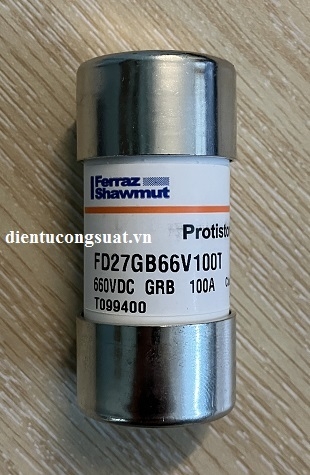 Ferraz
Shawmut
dientucongsuat.vn
Protisto
FD27GB66V100T
660VDC GRB 100A
T099400